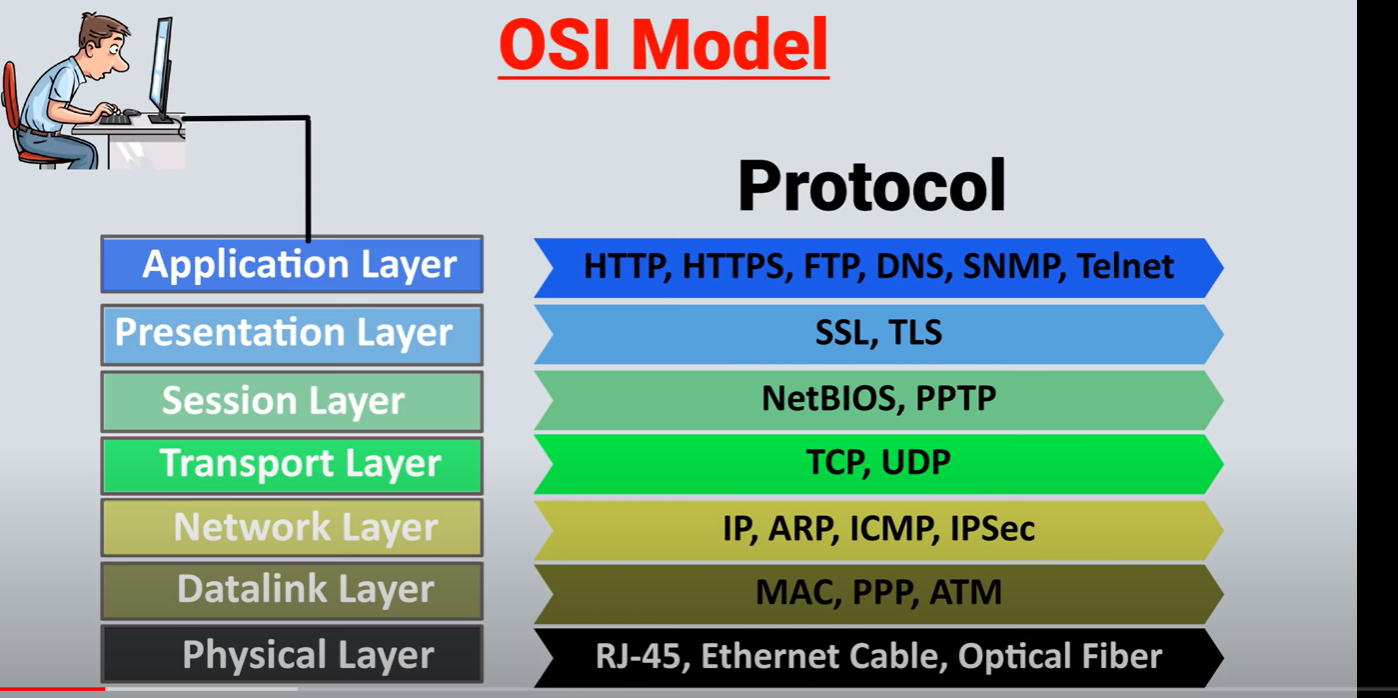 OSI Model
Protocol
Application Layer
HTTP, HTTPS, FTP, DNS, SNMP, Telnet
Presentation Layer
SSL, TLS
Session Layer
NetBIOS, PPTP
Transport Layer
TCP, UDP
Network Layer
IP, ARP, ICMP, IPSec
Datalink Layer
MAC, PPP, ATM
Physical Layer
RJ-45, Ethernet Cable, Optical Fiber